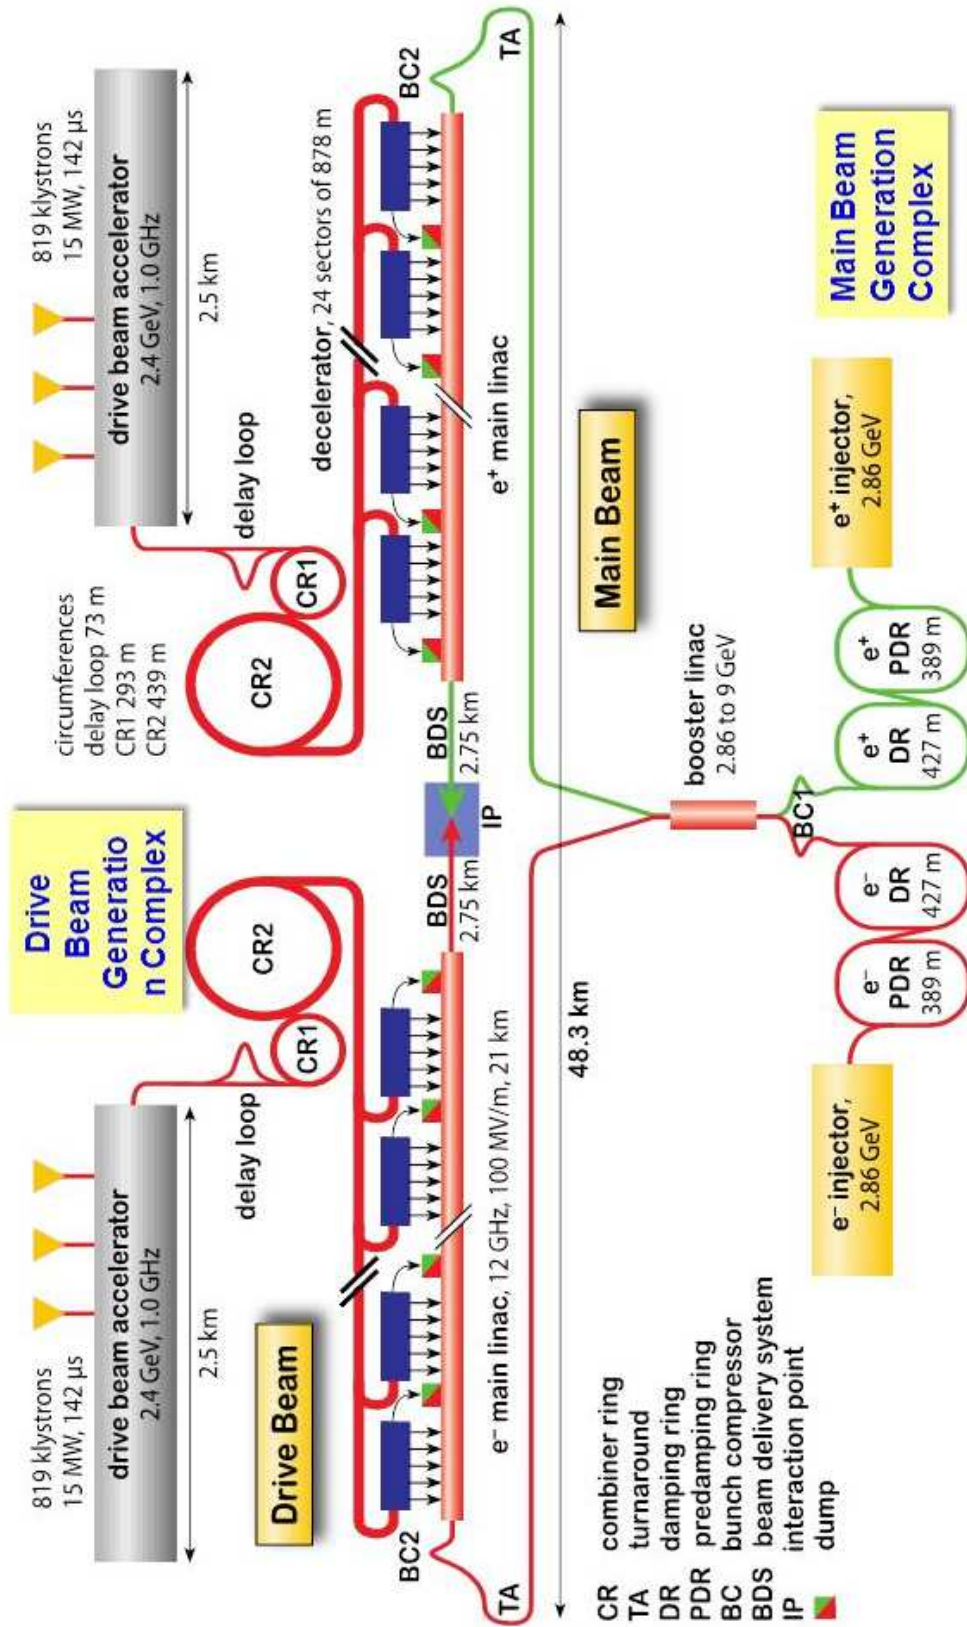 819 klystrons
15 MW, 142 µs
drive beam accelerator
2.4 GeV, 1.0 GHz
2.5 km
delay loop
CR1
CR2
Drive
Beam
Generatio
n Complex
circumferences
delay loop 73 m
CR1 293 m
CR2 439 m
819 klystrons
15 MW, 142 µs
drive beam accelerator
2.4 GeV, 1.0 GHz
2.5 km
delay loop
CR1
CR2
Drive Beam
decelerator, 24 sectors of 878 m
BC2
BC2
BDS
2.75 km
BDS
2.75 km
IP
e⁻ main linac, 12 GHz, 100 MV/m, 21 km
e⁺ main linac
TA
TA
48.3 km
Main Beam
booster linac
2.86 to 9 GeV
BC1
e⁻ injector,
2.86 GeV
e⁻
PDR
389 m
e⁻
DR
427 m
e⁺
DR
427 m
e⁺
PDR
389 m
e⁺ injector,
2.86 GeV
Main Beam
Generation
Complex
CR combiner ring
TA turnaround
DR damping ring
PDR predamping ring
BC bunch compressor
BDS beam delivery system
IP interaction point
dump